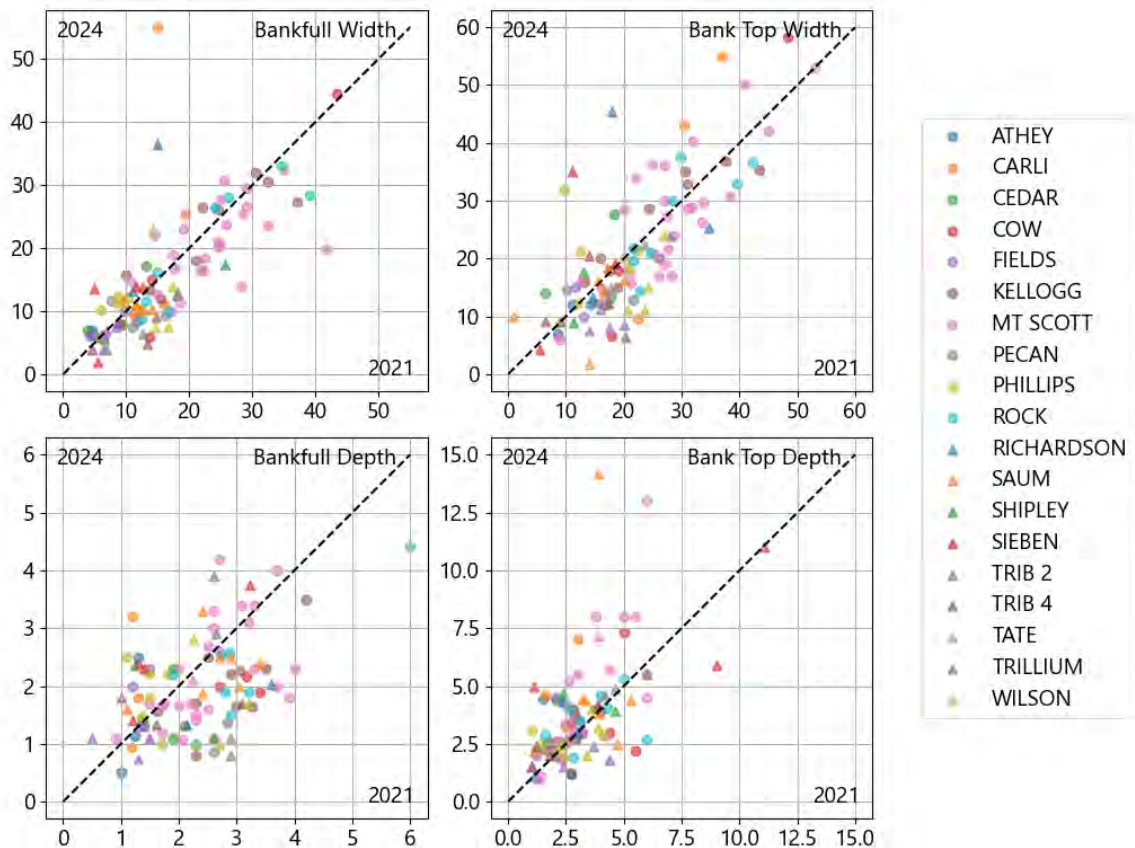 2024 Bankfull Width
50
40
30
20
10
0
2021
0 10 20 30 40 50
2024 Bank Top Width
60
50
40
30
20
10
0
2021
0 10 20 30 40 50 60
2024 Bankfull Depth
6
5
4
3
2
1
0
2021
0 1 2 3 4 5 6
2024 Bank Top Depth
15.0
12.5
10.0
7.5
5.0
2.5
0.0
2021
0.0 2.5 5.0 7.5 10.0 12.5 15.0
ATHEY
CARLI
CEDAR
COW
FIELDS
KELLOGG
MT SCOTT
PECAN
PHILLIPS
ROCK
RICHARDSON
SAUM
SHIPLEY
SIEBEN
TRIB 2
TRIB 4
TATE
TRILLIUM
WILSON